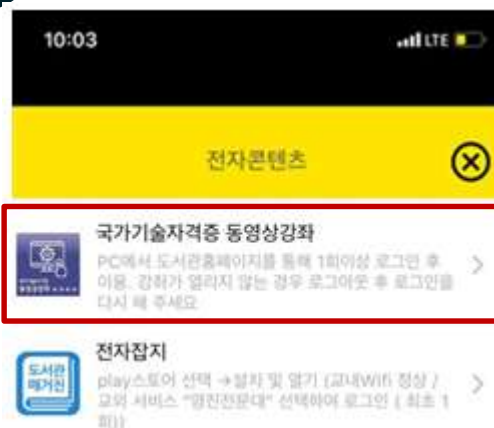 10:03
LTE
전자콘텐츠
국가기술자격증 동영상강좌
PC에서 도서관홈페이지를 통해 1회이상 로그인 후
이용. 강좌가 열리지 않는 경우 로그아웃 후 로그인을
다시 해 주세요
전자잡지
도서관
매거진
play스토어 선택 →설치 및 열기 (교내Wifi 정상 /
교외 서비스 "영진전문대" 선택하여 로그인 ( 최초 1
회))